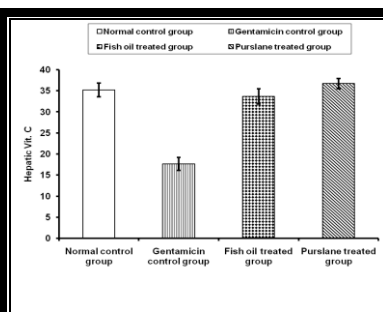 Normal control group
Gentamicin control group
Fish oil treated group
Purslane treated group
Hepatic Vit. C
40
35
30
25
20
15
10
5
0
Normal control group
Gentamicin control group
Fish oil treated group
Purslane treated group